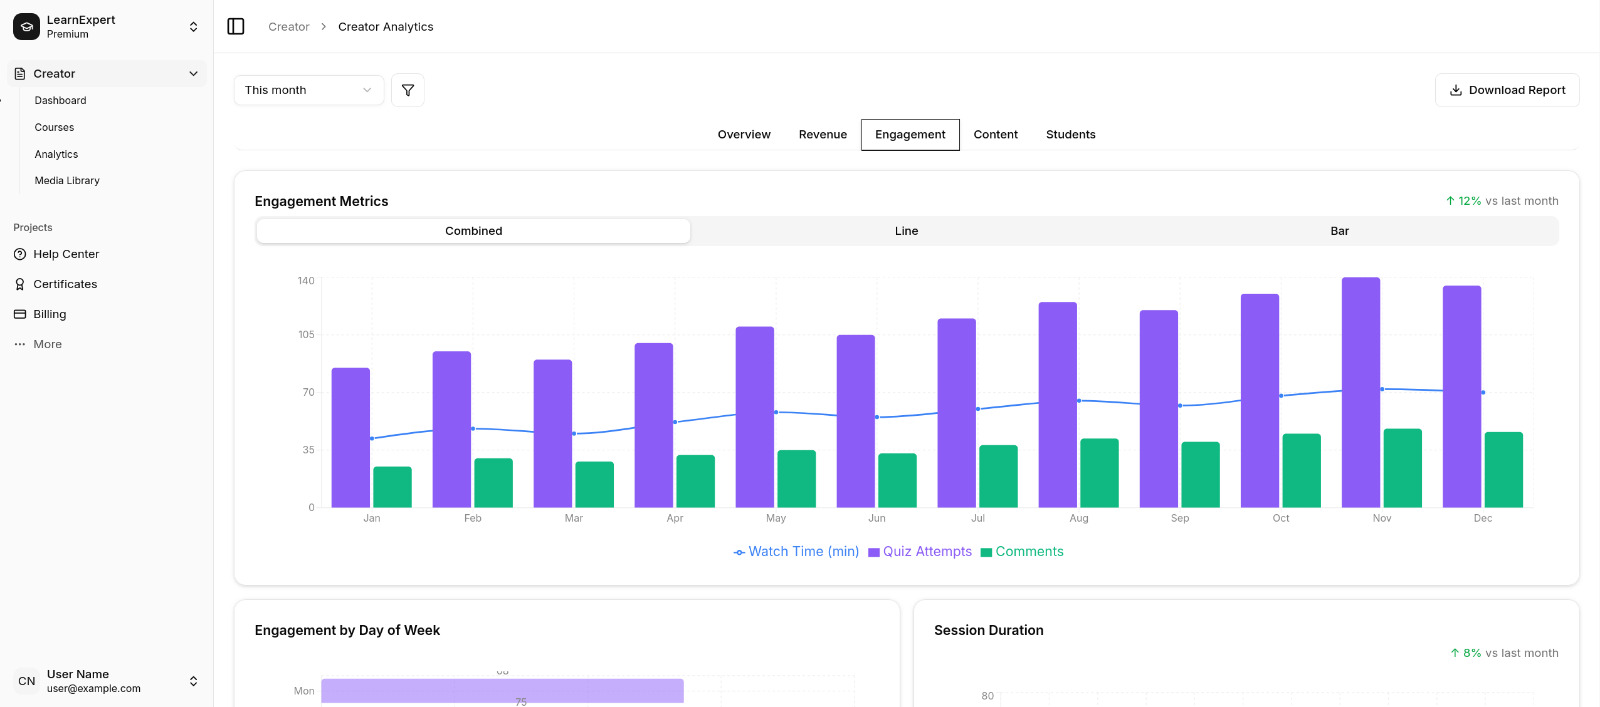 LearnExpert
Premium
Creator
Dashboard
Courses
Analytics
Media Library
Projects
Help Center
Certificates
Billing
More
CN
User Name
user@example.com
Creator
Creator Analytics
This month
Download Report
Overview
Revenue
Engagement
Content
Students
Engagement Metrics
12% vs last month
Combined
Line
Bar
140
105
70
35
0
Jan
Feb
Mar
Apr
May
Jun
Jul
Aug
Sep
Oct
Nov
Dec
Watch Time (min)
Quiz Attempts
Comments
Engagement by Day of Week
Mon
75
Session Duration
8% vs last month
80